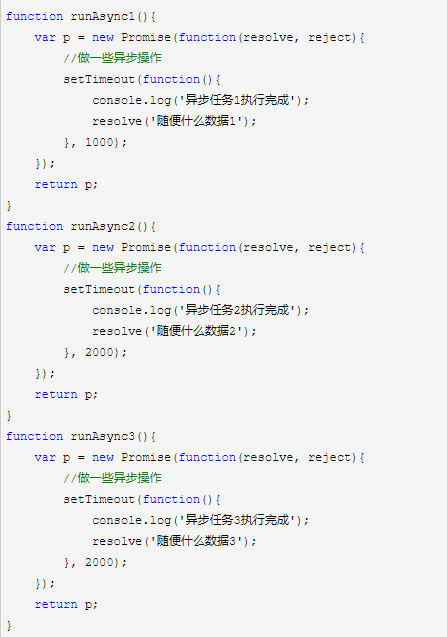 function runAsync1(){
    var p = new Promise(function(resolve, reject){
        //做一些异步操作
        setTimeout(function(){
            console.log('异步任务1执行完成');
            resolve('随便什么数据1');
        }, 1000);
    });
    return p;
}
function runAsync2(){
    var p = new Promise(function(resolve, reject){
        //做一些异步操作
        setTimeout(function(){
            console.log('异步任务2执行完成');
            resolve('随便什么数据2');
        }, 2000);
    });
    return p;
}
function runAsync3(){
    var p = new Promise(function(resolve, reject){
        //做一些异步操作
        setTimeout(function(){
            console.log('异步任务3执行完成');
            resolve('随便什么数据3');
        }, 2000);
    });
    return p;
}